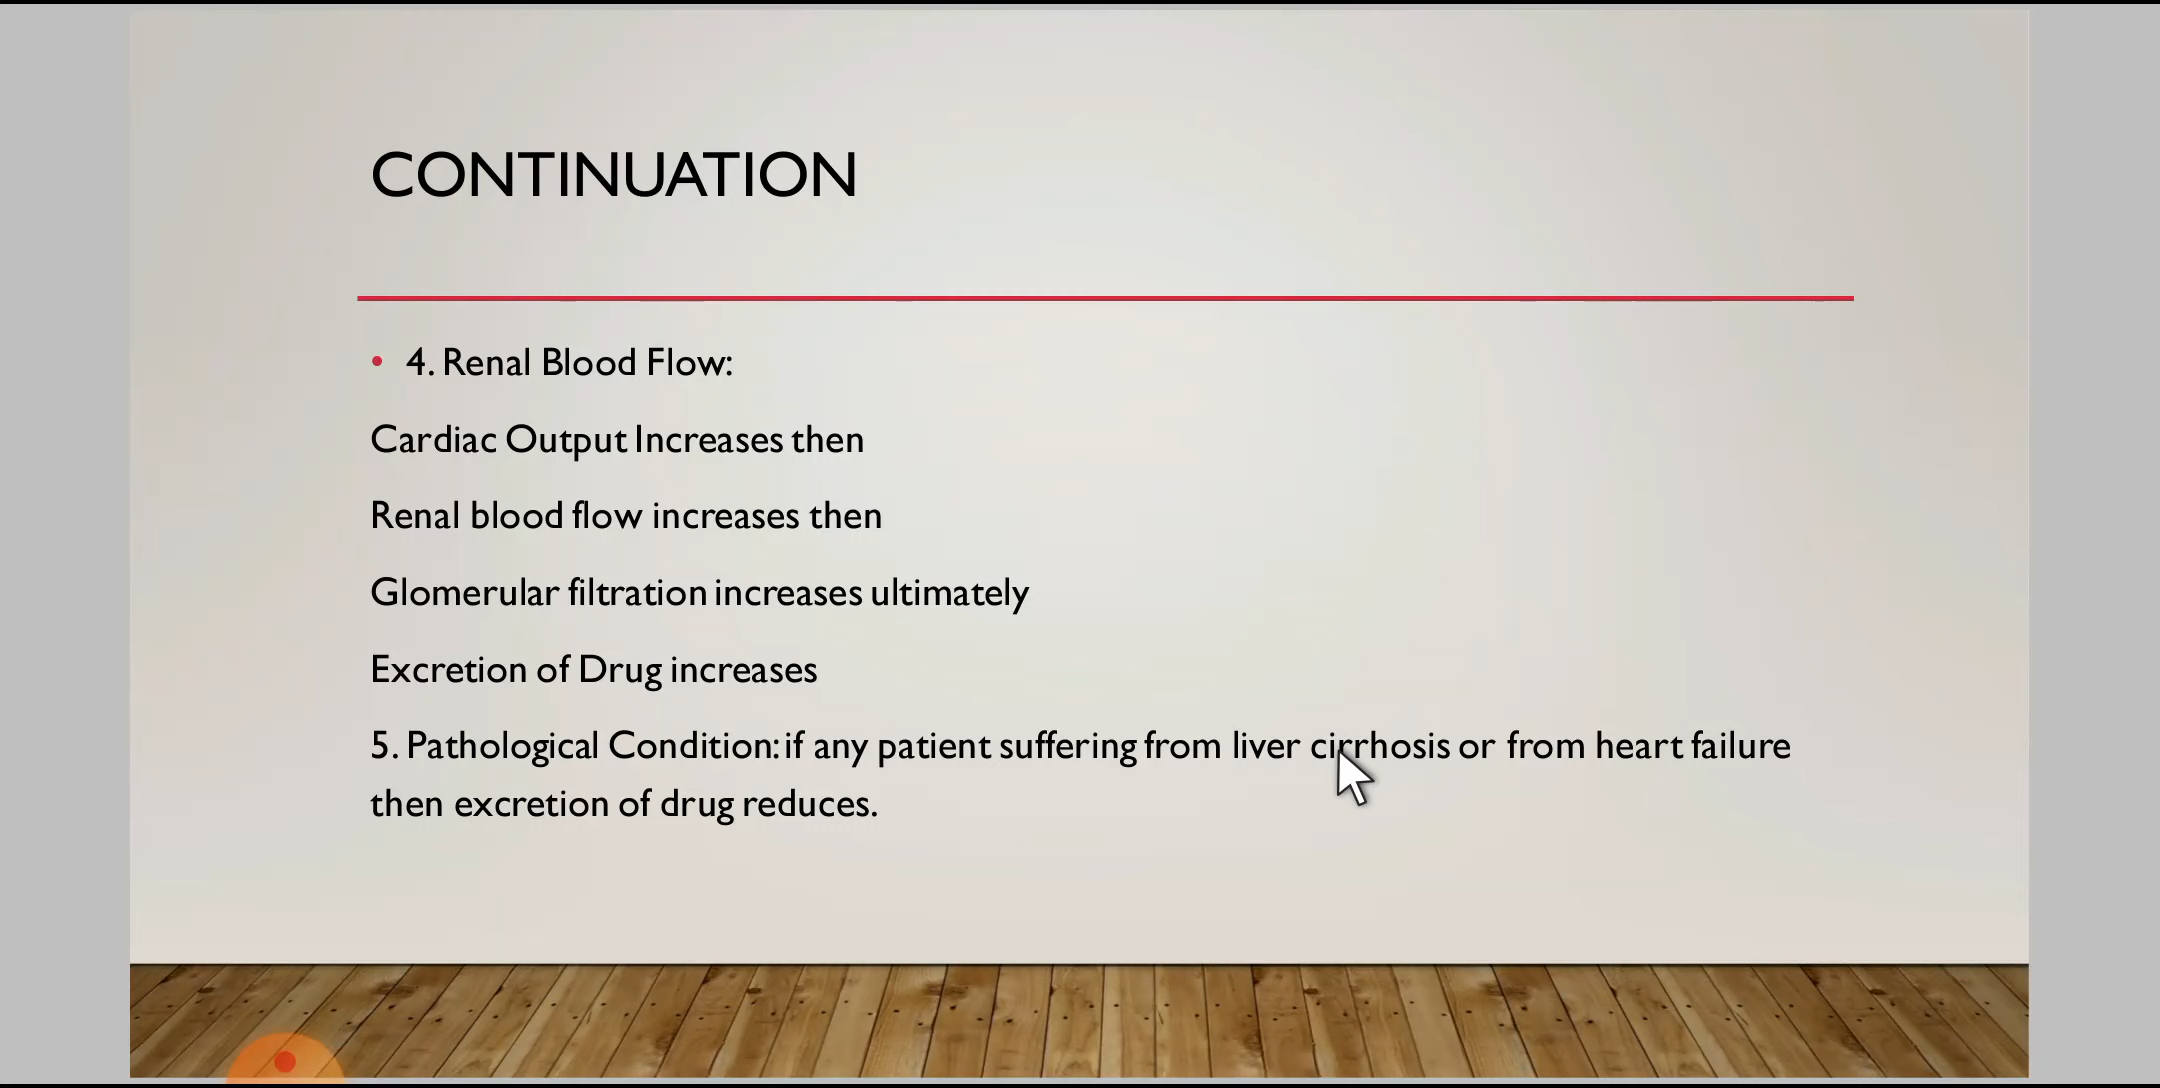 CONTINUATION
• 4. Renal Blood Flow:
Cardiac Output Increases then
Renal blood flow increases then
Glomerular filtration increases ultimately
Excretion of Drug increases
5. Pathological Condition: if any patient suffering from liver cirrhosis or from heart failure
then excretion of drug reduces.